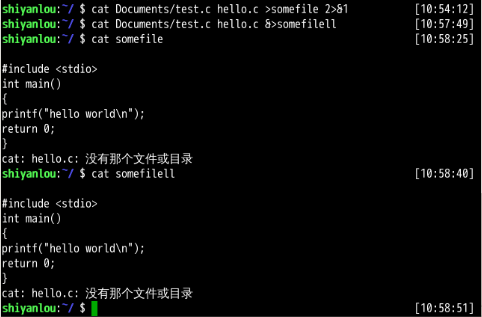 shiyanlou:~/ $ cat Documents/test.c hello.c >somefile 2>&1 [10:54:12]
shiyanlou:~/ $ cat Documents/test.c hello.c &>somefilell [10:57:49]
shiyanlou:~/ $ cat somefile [10:58:25]
#include <stdio>
int main()
{
printf("hello world\n");
return 0;
}
cat: hello.c: 没有那个文件或目录
shiyanlou:~/ $ cat somefilell [10:58:40]
#include <stdio>
int main()
{
printf("hello world\n");
return 0;
}
cat: hello.c: 没有那个文件或目录
shiyanlou:~/ $ [10:58:51]